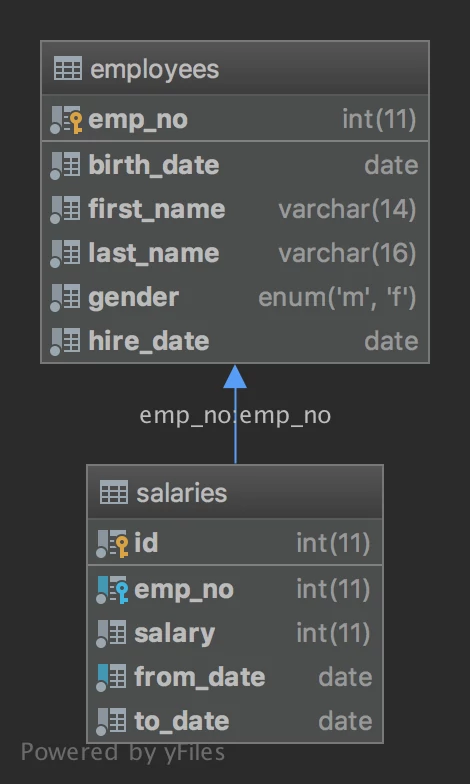 employees
emp_no int(11)
birth_date date
first_name varchar(14)
last_name varchar(16)
gender enum('m', 'f')
hire_date date
emp_no:emp_no
salaries
id int(11)
emp_no int(11)
salary int(11)
from_date date
to_date date
Powered by yFiles